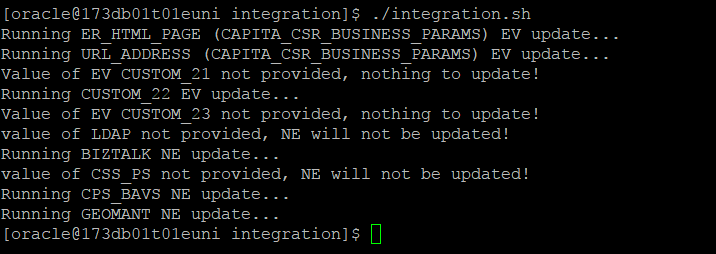 [oracle@173db01t01euni integration]$ ./integration.sh
Running ER_HTML_PAGE (CAPITA_CSR_BUSINESS_PARAMS) EV update...
Running URL_ADDRESS (CAPITA_CSR_BUSINESS_PARAMS) EV update...
Value of EV CUSTOM_21 not provided, nothing to update!
Running CUSTOM_22 EV update...
Value of EV CUSTOM_23 not provided, nothing to update!
value of LDAP not provided, NE will not be updated!
Running BIZTALK NE update...
value of CSS_PS not provided, NE will not be updated!
Running CPS_BAVS NE update...
Running GEOMANT NE update...
[oracle@173db01t01euni integration]$